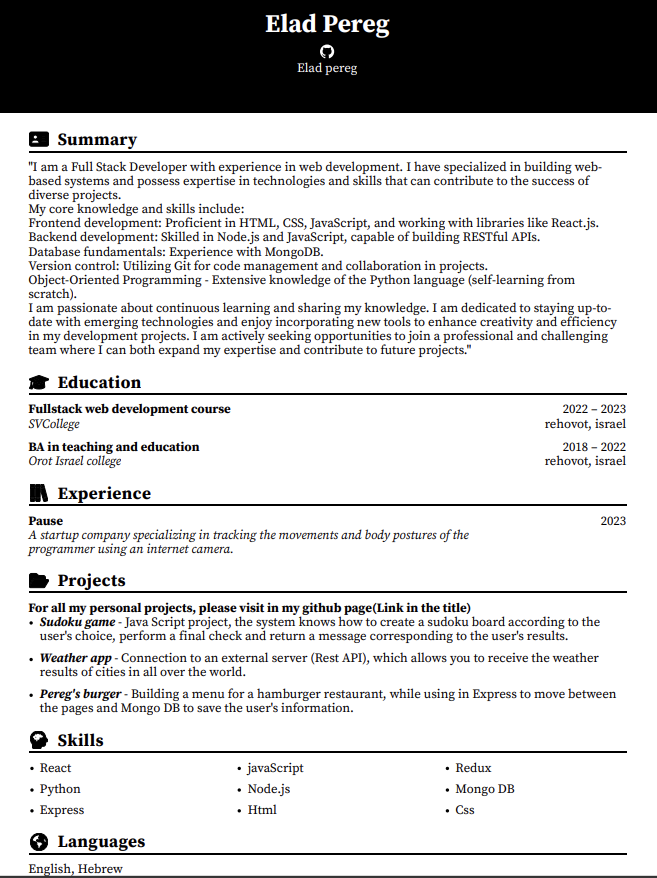 Elad Pereg
Elad pereg
Summary
"I am a Full Stack Developer with experience in web development. I have specialized in building web-
based systems and possess expertise in technologies and skills that can contribute to the success of
diverse projects.
My core knowledge and skills include:
Frontend development: Proficient in HTML, CSS, JavaScript, and working with libraries like React.js.
Backend development: Skilled in Node.js and JavaScript, capable of building RESTful APIs.
Database fundamentals: Experience with MongoDB.
Version control: Utilizing Git for code management and collaboration in projects.
Object-Oriented Programming - Extensive knowledge of the Python language (self-learning from
scratch).
I am passionate about continuous learning and sharing my knowledge. I am dedicated to staying up-to-
date with emerging technologies and enjoy incorporating new tools to enhance creativity and efficiency
in my development projects. I am actively seeking opportunities to join a professional and challenging
team where I can both expand my expertise and contribute to future projects."
Education
Fullstack web development course 2022 – 2023
SVCollege rehovot, israel
BA in teaching and education 2018 – 2022
Orot Israel college rehovot, israel
Experience
Pause 2023
A startup company specializing in tracking the movements and body postures of the
programmer using an internet camera.
Projects
For all my personal projects, please visit in my github page(Link in the title)
• Sudoku game - Java Script project, the system knows how to create a sudoku board according to the
user's choice, perform a final check and return a message corresponding to the user's results.
• Weather app - Connection to an external server (Rest API), which allows you to receive the weather
results of cities in all over the world.
• Pereg's burger - Building a menu for a hamburger restaurant, while using in Express to move between
the pages and Mongo DB to save the user's information.
Skills
• React • javaScript • Redux
• Python • Node.js • Mongo DB
• Express • Html • Css
Languages
English, Hebrew